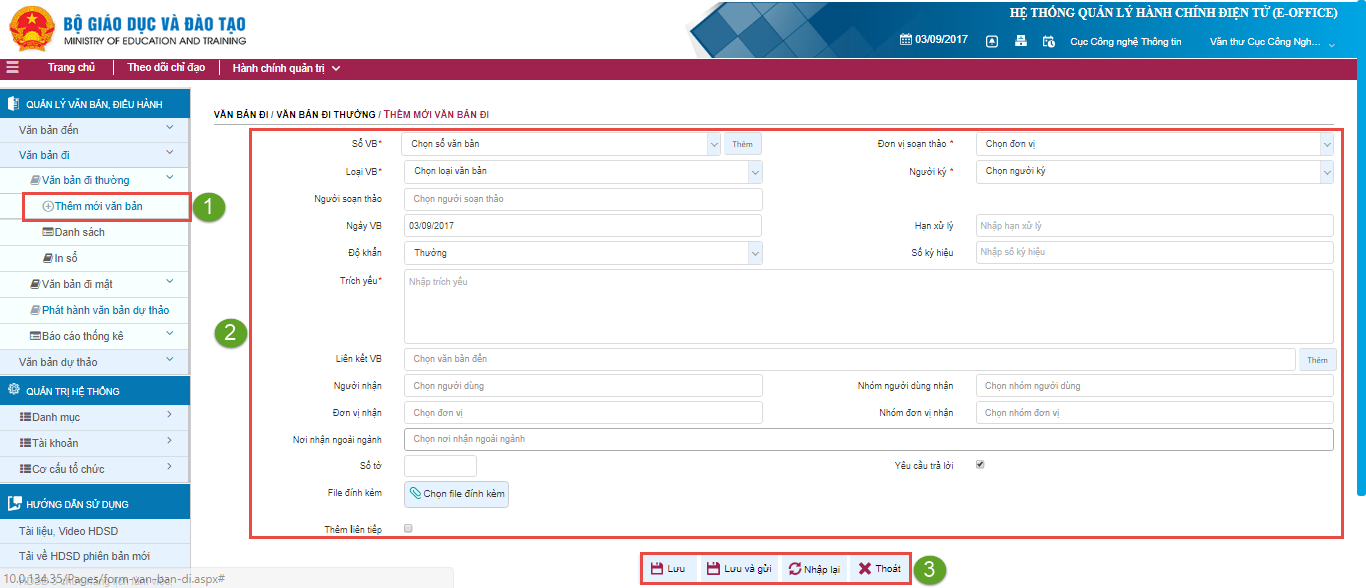 BỘ GIÁO DỤC VÀ ĐÀO TẠO
MINISTRY OF EDUCATION AND TRAINING
HỆ THỐNG QUẢN LÝ HÀNH CHÍNH ĐIỆN TỬ (E-OFFICE)
03/09/2017 Cục Công nghệ Thông tin Văn thư Cục Công Ngh...
Trang chủ Theo dõi chỉ đạo Hành chính quản trị
QUẢN LÝ VĂN BẢN, ĐIỀU HÀNH
Văn bản đến
Văn bản đi
Văn bản đi thường
Thêm mới văn bản
1
Danh sách
In sổ
Văn bản đi mật
Phát hành văn bản dự thảo
Báo cáo thống kê
Văn bản dự thảo
QUẢN TRỊ HỆ THỐNG
Danh mục
Tài khoản
Cơ cấu tổ chức
HƯỚNG DẪN SỬ DỤNG
Tài liệu, Video HDSD
Tải về HDSD phiên bản mới
10.0.134.35/Pages/form-van-ban-di.aspx#
VĂN BẢN ĐI / VĂN BẢN ĐI THƯỜNG / THÊM MỚI VĂN BẢN ĐI
2
Sổ VB* Chọn sổ văn bản Thêm Đơn vị soạn thảo * Chọn đơn vị
Loại VB* Chọn loại văn bản Người ký * Chọn người ký
Người soạn thảo Chọn người soạn thảo
Ngày VB 03/09/2017 Hạn xử lý Nhập hạn xử lý
Độ khẩn Thường Số ký hiệu Nhập số ký hiệu
Trích yếu* Nhập trích yếu
Liên kết VB Chọn văn bản đến Thêm
Người nhận Chọn người dùng Nhóm người dùng nhận Chọn nhóm người dùng
Đơn vị nhận Chọn đơn vị Nhóm đơn vị nhận Chọn nhóm đơn vị
Nơi nhận ngoài ngành Chọn nơi nhận ngoài ngành
Số tờ Yêu cầu trả lời
File đính kèm Chọn file đính kèm
Thêm liên tiếp
Lưu Lưu và gửi Nhập lại Thoát 3